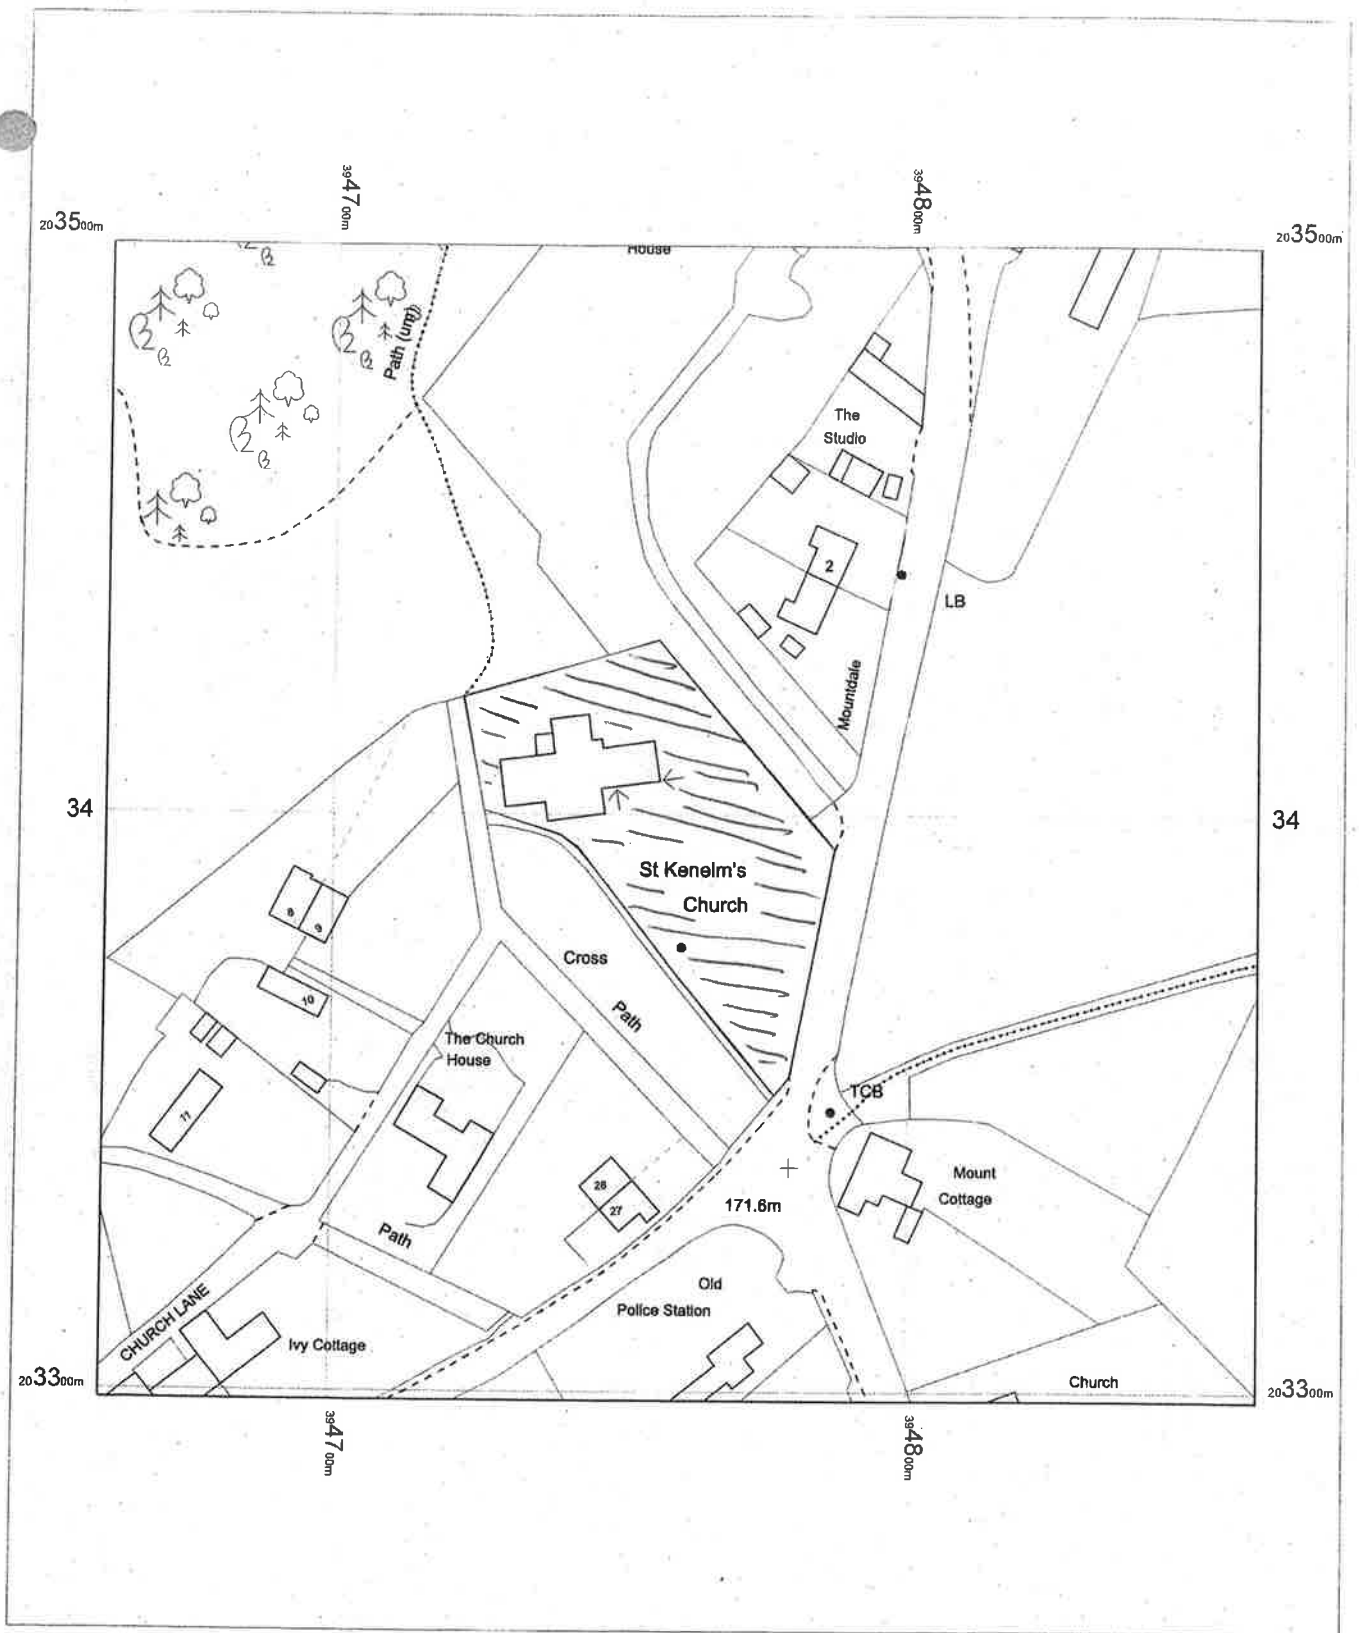 3947 00m
3948 00m
2035 00m
2035 00m
House
Path (um)
The
Studio
2
LB
Mountdale
34
34
St Kenelm's
Church
8
9
10
Cross
Path
The Church
House
11
TCB
Mount
Cottage
28
27
171.6m
Path
Old
Police Station
CHURCH LANE
Ivy Cottage
Church
2033 00m
2033 00m
3947 00m
3948 00m